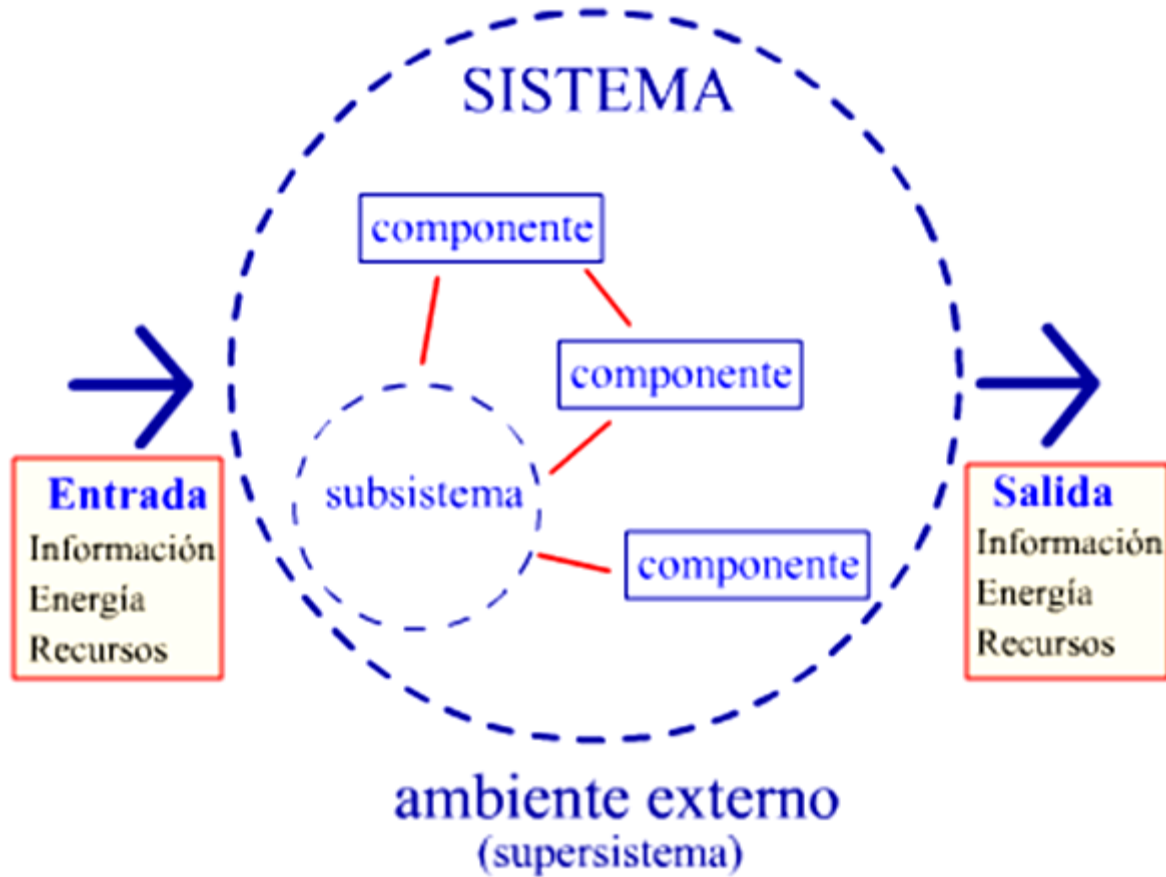 SISTEMA
componente
componente
subsistema
componente
Entrada
Información
Energía
Recursos
Salida
Información
Energía
Recursos
ambiente externo
(supersistema)